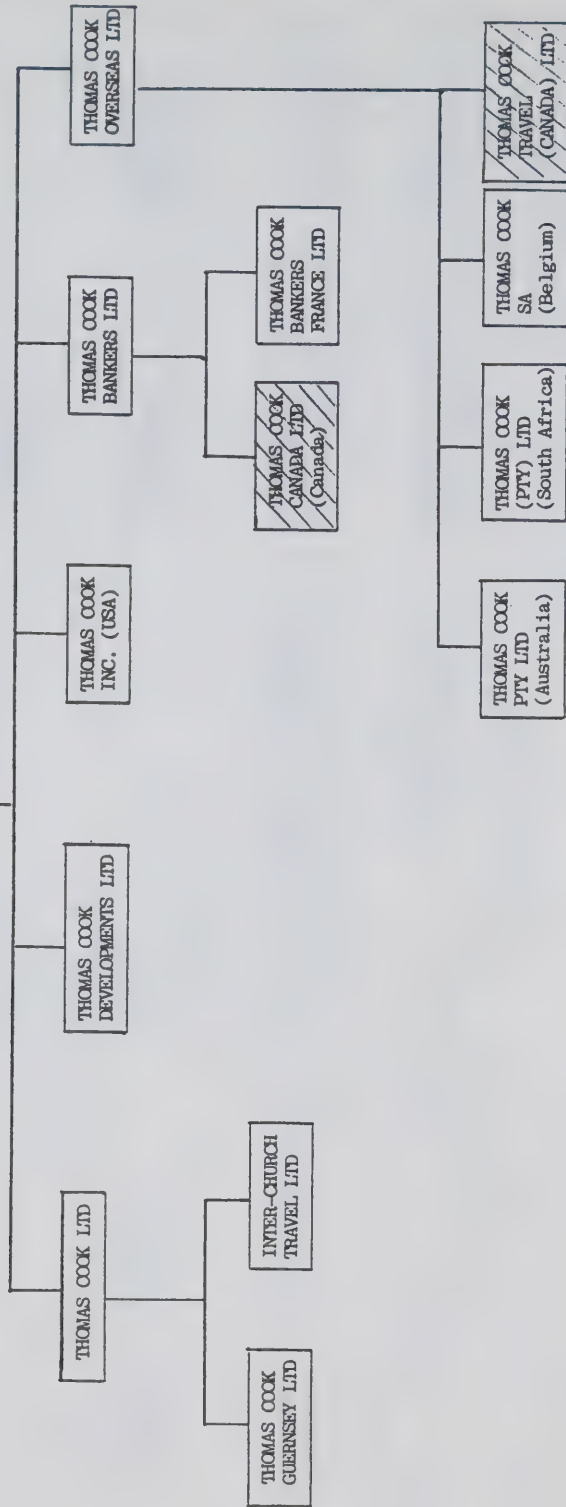 THOMAS COOK LTD
THOMAS COOK
DEVELOPMENTS LTD
THOMAS COOK
INC. (USA)
THOMAS COOK
BANKERS LTD
THOMAS COOK
OVERSEAS LTD
THOMAS COOK
GUERNSEY LTD
INTER-CHURCH
TRAVEL LTD
THOMAS COOK
CANADA LTD
(Canada)
THOMAS COOK
BANKERS
FRANCE LTD
THOMAS COOK
PTY LTD
(Australia)
THOMAS COOK
(PTY) LTD
(South Africa)
THOMAS COOK
SA
(Belgium)
THOMAS COOK
TRAVEL
(CANADA) LTD